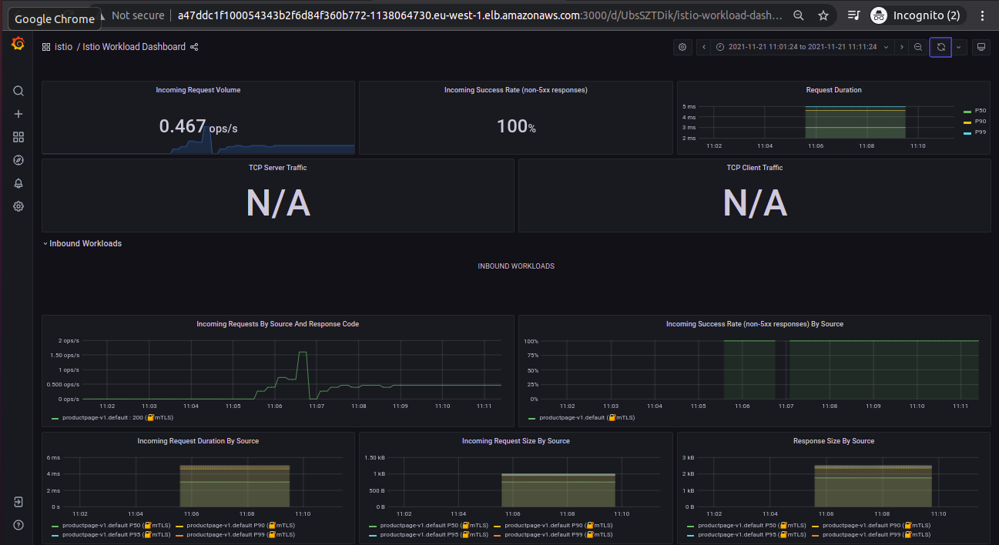 Google Chrome
Not secure | a47ddc1f100054343b2f6d84f360b772-1138064730.eu-west-1.elb.amazonaws.com:3000/d/UbsSZTDik/istio-workload-dash… Incognito (2)
istio / Istio Workload Dashboard
2021-11-21 11:01:24 to 2021-11-21 11:11:24
Incoming Request Volume
0.467 ops/s
Incoming Success Rate (non-5xx responses)
100%
Request Duration
5 ms
4 ms
3 ms
2 ms
11:02 11:04 11:06 11:08 11:10
P50
P90
P99
TCP Server Traffic
N/A
TCP Client Traffic
N/A
Inbound Workloads
INBOUND WORKLOADS
Incoming Requests By Source And Response Code
2 ops/s
1.50 ops/s
1 ops/s
0.500 ops/s
0 ops/s
11:02 11:03 11:04 11:05 11:06 11:07 11:08 11:09 11:10 11:11
productpage-v1.default : 200 (🔐mTLS)
Incoming Success Rate (non-5xx responses) By Source
100%
75%
50%
25%
0%
11:02 11:03 11:04 11:05 11:06 11:07 11:08 11:09 11:10 11:11
productpage-v1.default (🔐mTLS)
Incoming Request Duration By Source
6 ms
4 ms
2 ms
0 s
11:02 11:04 11:06 11:08 11:10
productpage-v1.default P50 (🔐mTLS) productpage-v1.default P90 (🔐mTLS)
productpage-v1.default P95 (🔐mTLS) productpage-v1.default P99 (🔐mTLS)
Incoming Request Size By Source
1.50 kB
1 kB
500 B
0 B
11:02 11:04 11:06 11:08 11:10
productpage-v1.default P50 (🔐mTLS) productpage-v1.default P90 (🔐mTLS)
productpage-v1.default P95 (🔐mTLS) productpage-v1.default P99 (🔐mTLS)
Response Size By Source
3 kB
2 kB
1 kB
0 B
11:02 11:04 11:06 11:08 11:10
productpage-v1.default P50 (🔐mTLS) productpage-v1.default P90 (🔐mTLS)
productpage-v1.default P95 (🔐mTLS) productpage-v1.default P99 (🔐mTLS)